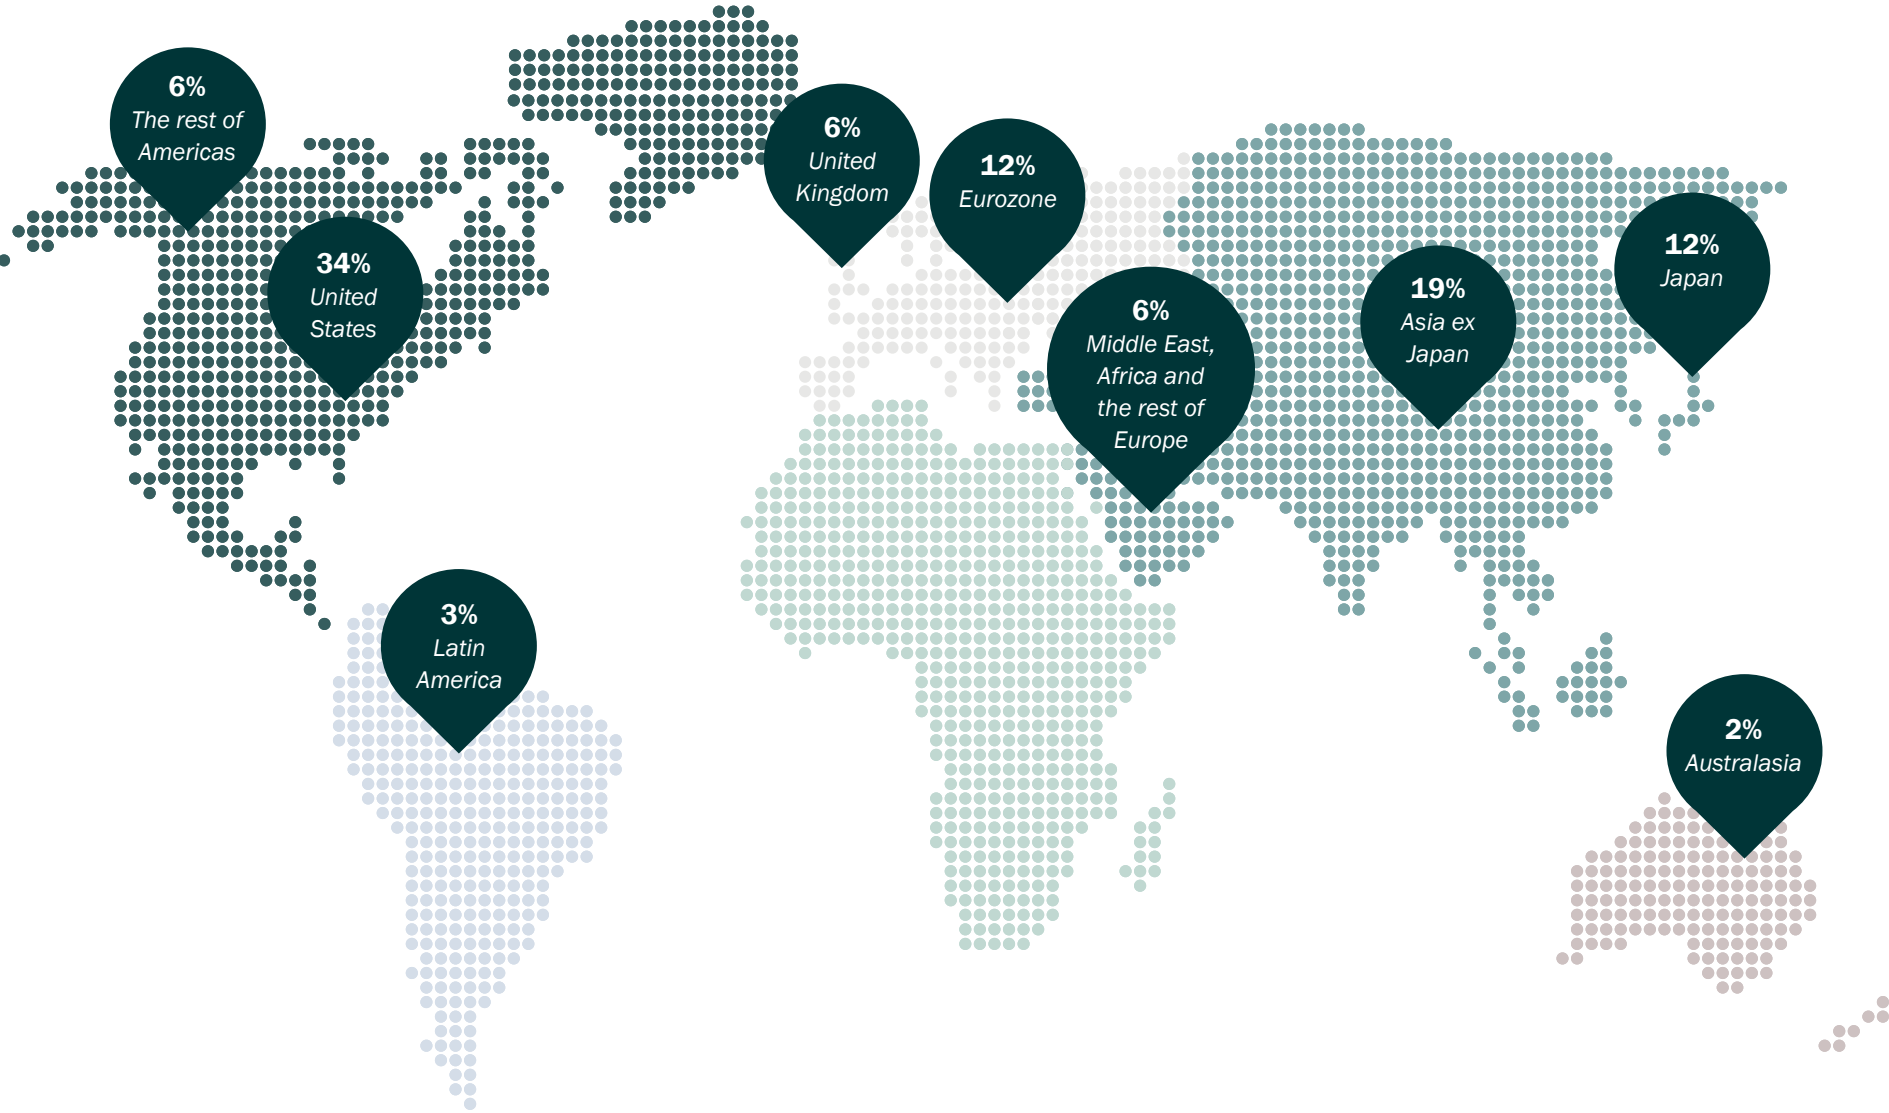 6%
The rest of
Americas
34%
United
States
6%
United
Kingdom
12%
Eurozone
6%
Middle East,
Africa and
the rest of
Europe
19%
Asia ex
Japan
12%
Japan
3%
Latin
America
2%
Australasia